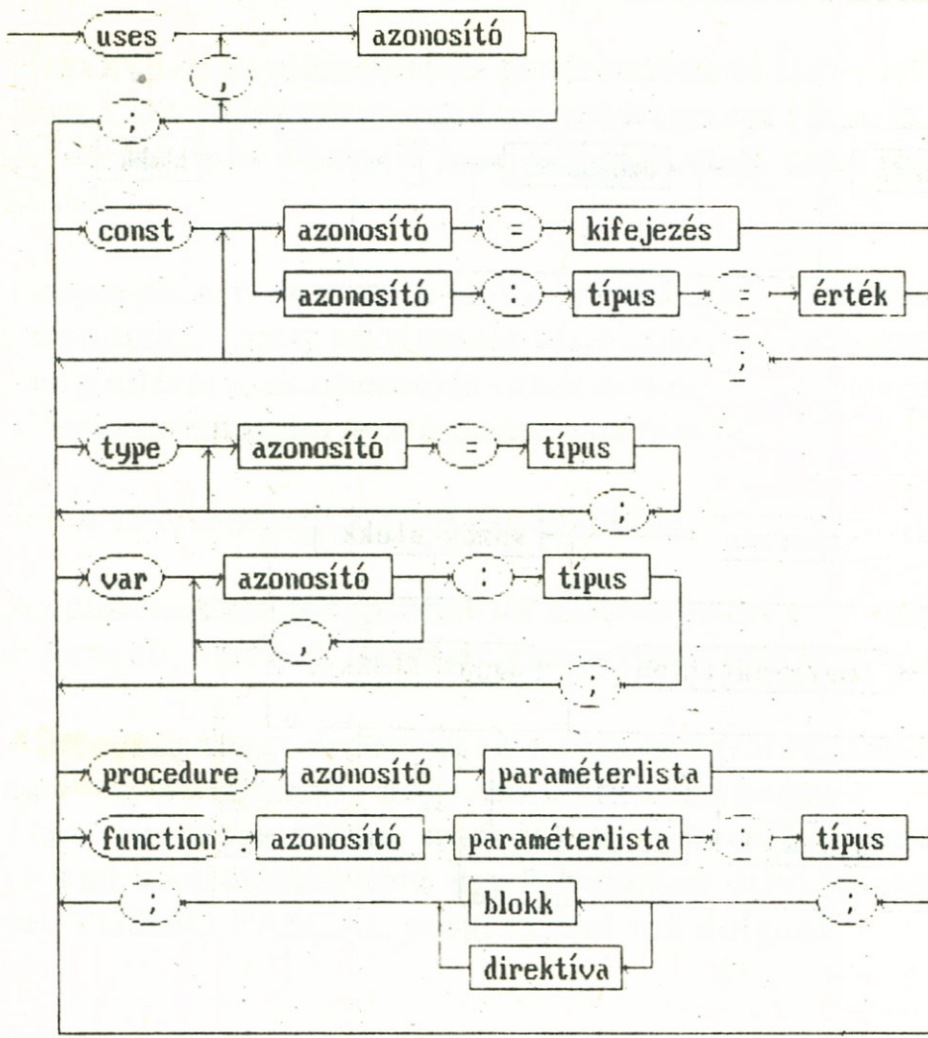 uses azonosító
,
;
const azonosító = kifejezés
azonosító : típus = érték
;
type azonosító = típus
;
var azonosító : típus
,
;
procedure azonosító paraméterlista
function azonosító paraméterlista : típus
; blokk ;
direktíva